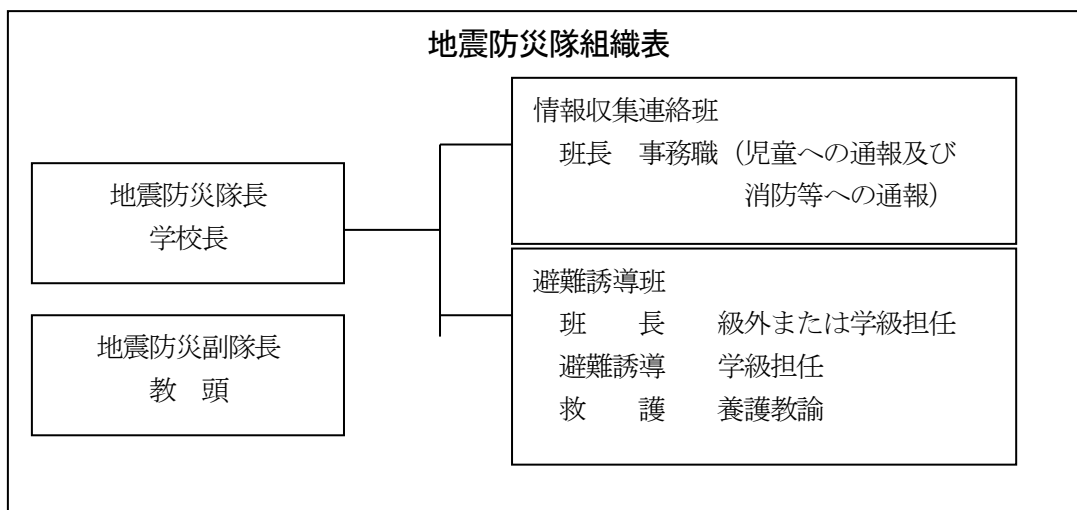 地震防災隊組織表
地震防災隊長
学校長
地震防災副隊長
教　頭
情報収集連絡班
班長　事務職（児童への通報及び
消防等への通報）
避難誘導班
班　　長　　級外または学級担任
避難誘導　　学級担任
救　　護　　養護教諭